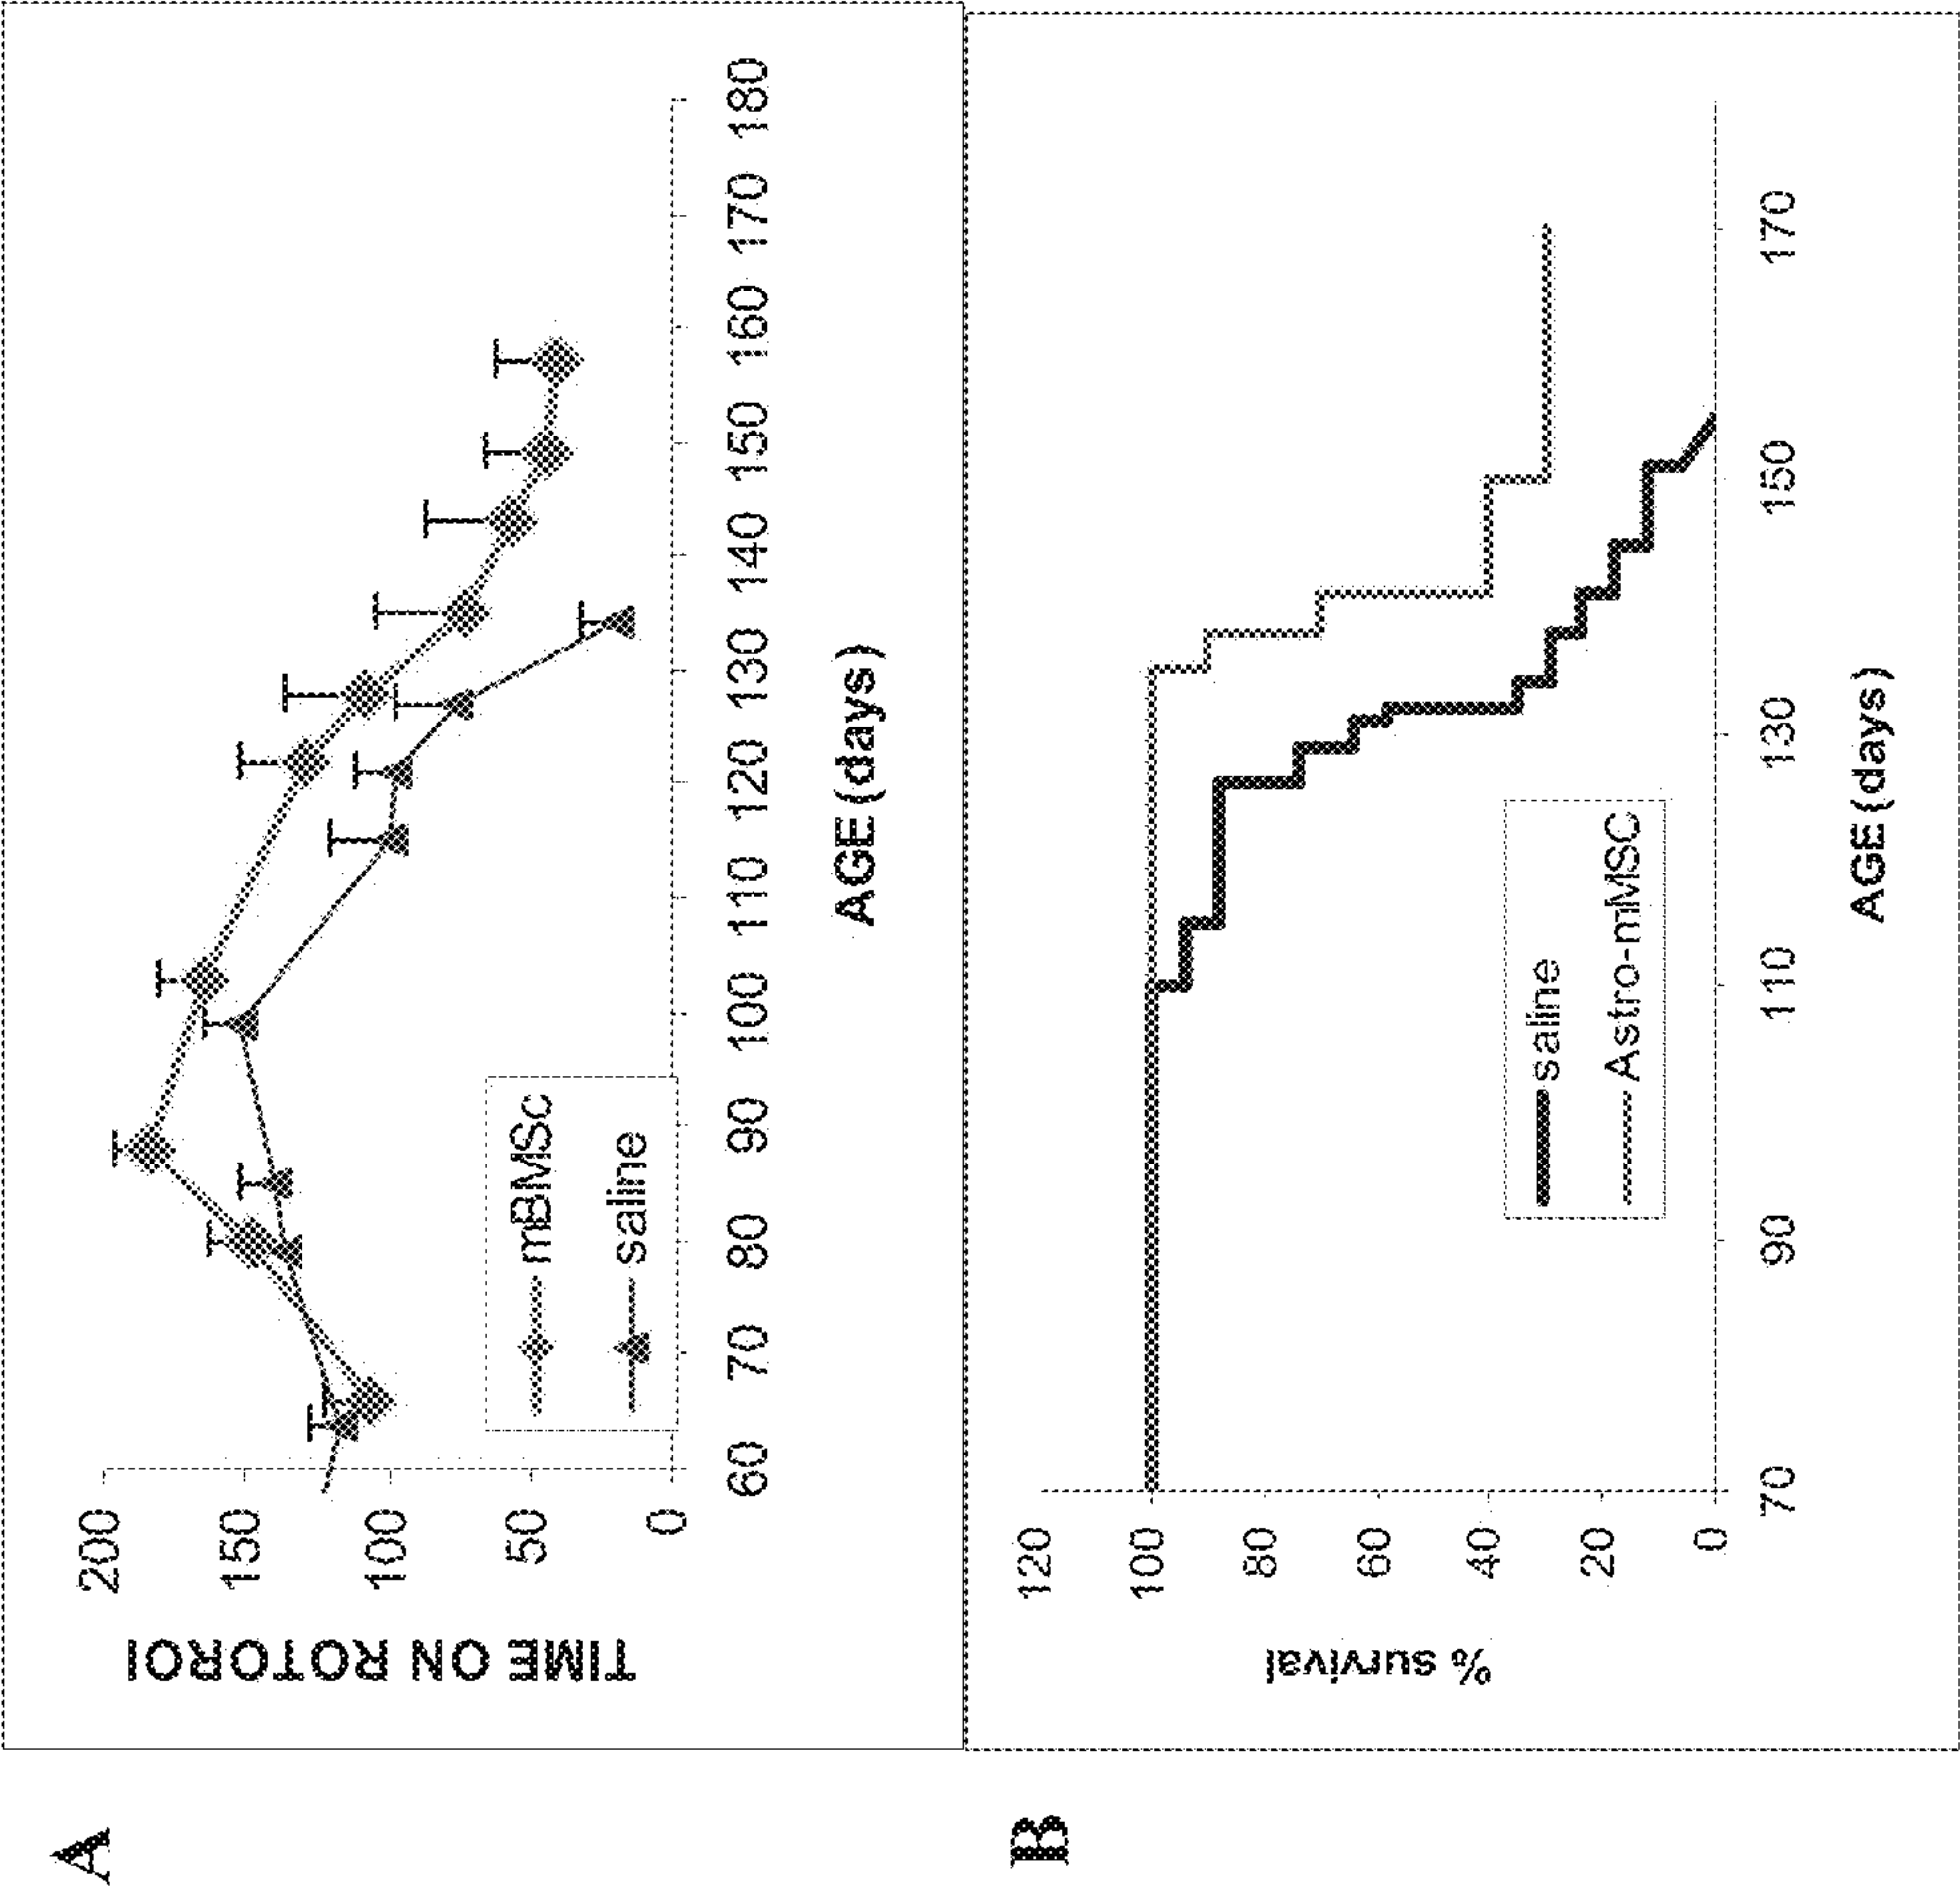 A
TIME ON ROTOROI
200
150
100
50
0
mBMSc
saline
60 70 80 90 100 110 120 130 140 150 160 170 180
AGE (days)
B
% survival
120
100
80
60
40
20
0
saline
Astro-mMSC
70 90 110 130 150 170
AGE (days)